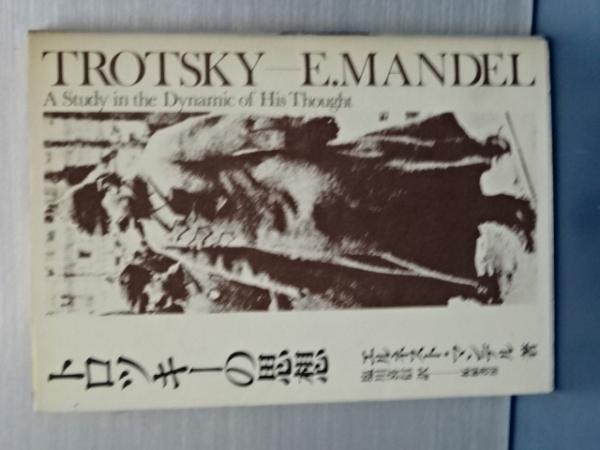 TROTSKY—E.MANDEL
A Study in the Dynamic of His Thought
トロツキーの思想
エルネスト・マンデル 著
訳